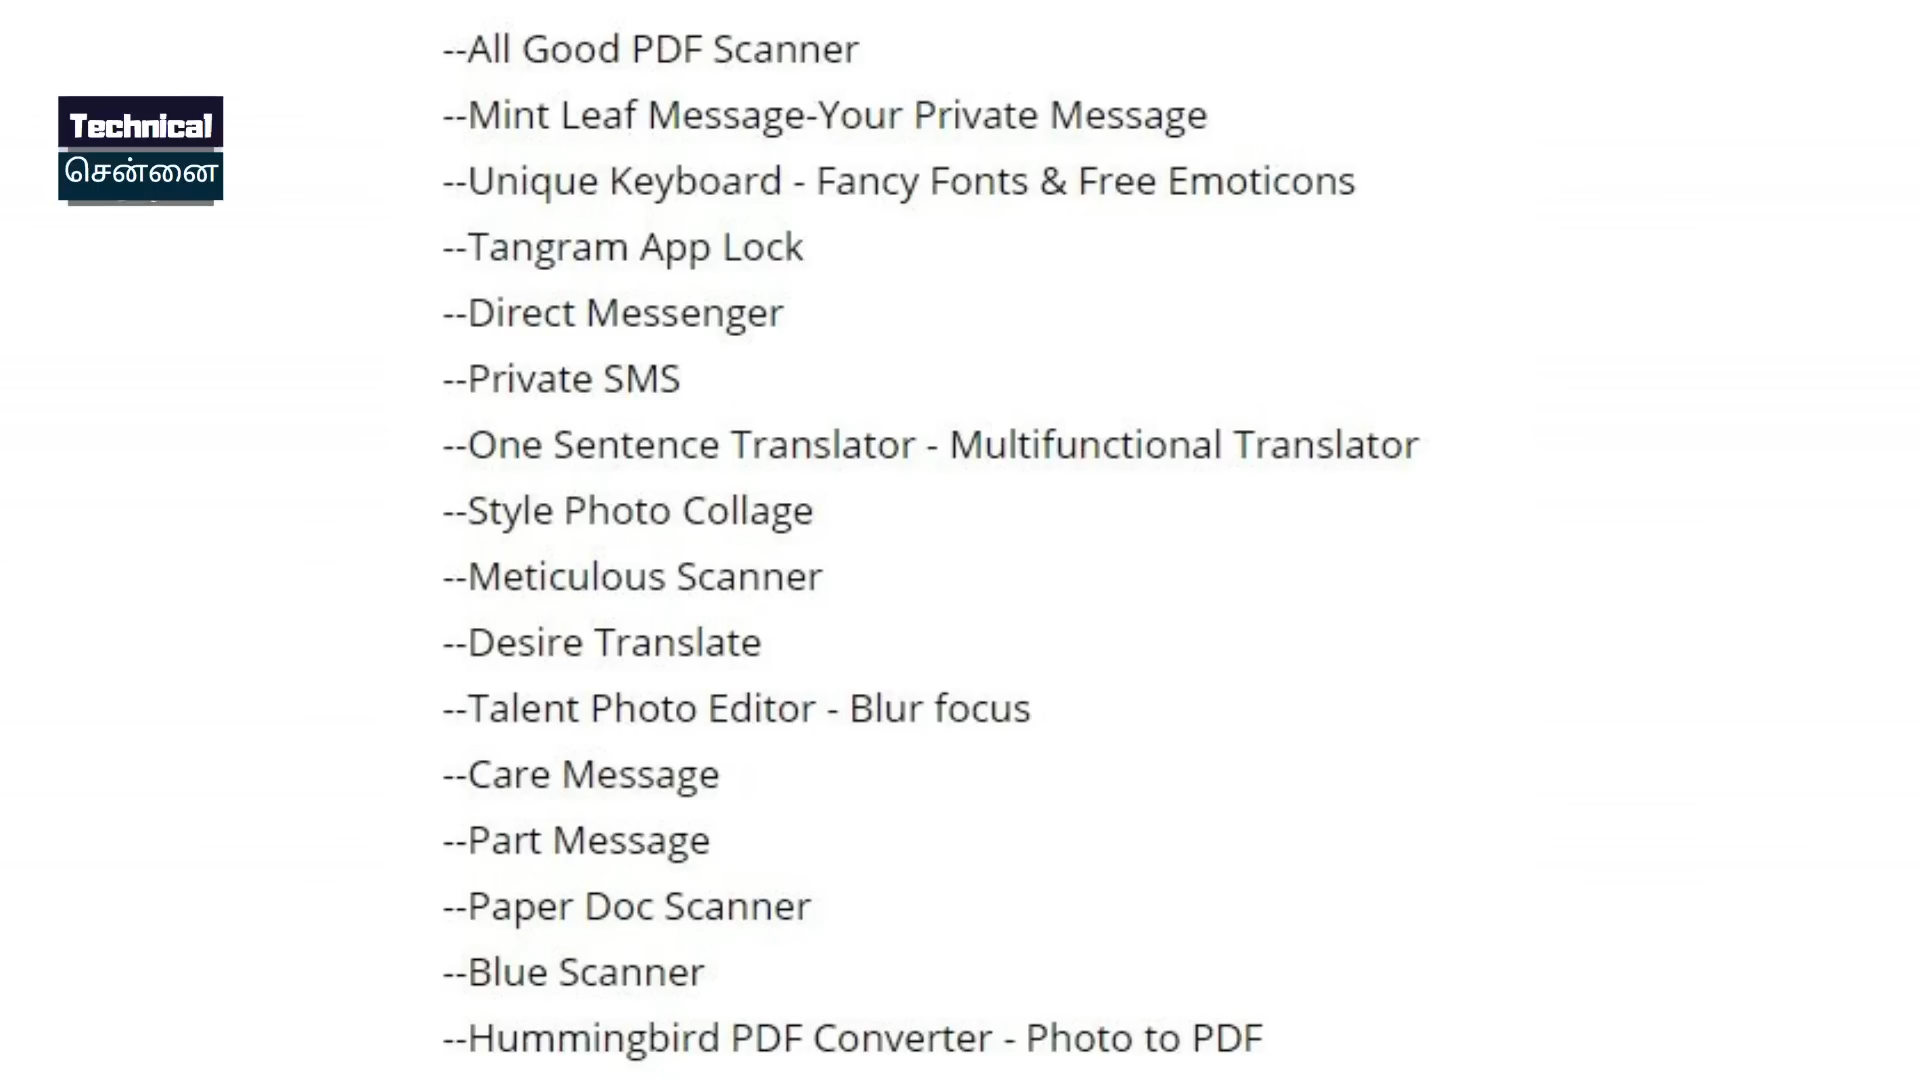 --All Good PDF Scanner
Technical
சென்னை
--Mint Leaf Message-Your Private Message
--Unique Keyboard - Fancy Fonts & Free Emoticons
--Tangram App Lock
--Direct Messenger
--Private SMS
--One Sentence Translator - Multifunctional Translator
--Style Photo Collage
--Meticulous Scanner
--Desire Translate
--Talent Photo Editor - Blur focus
--Care Message
--Part Message
--Paper Doc Scanner
--Blue Scanner
--Hummingbird PDF Converter - Photo to PDF